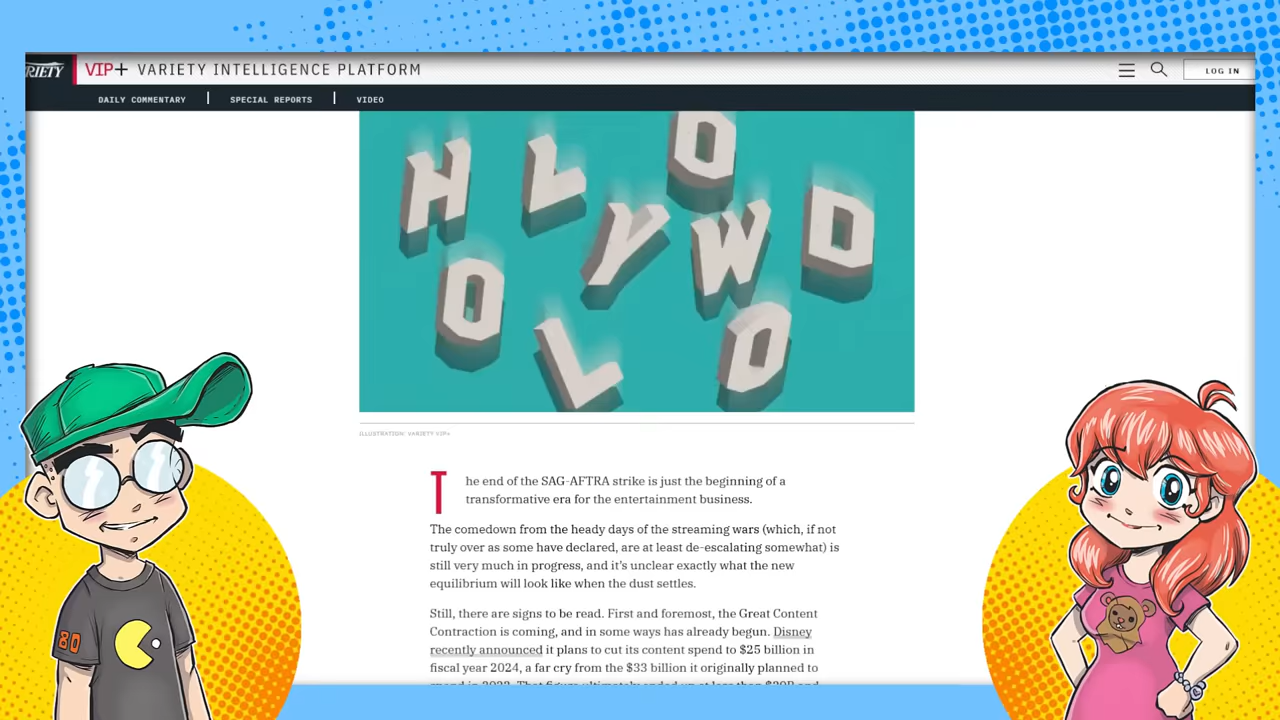 RIETY VIP+ VARIETY INTELLIGENCE PLATFORM LOG IN
DAILY COMMENTARY SPECIAL REPORTS VIDEO
H L O
Y W D
O
L O
ILLUSTRATION: VARIETY VIP+
The end of the SAG-AFTRA strike is just the beginning of a
transformative era for the entertainment business.
The comedown from the heady days of the streaming wars (which, if not
truly over as some have declared, are at least de-escalating somewhat) is
still very much in progress, and it's unclear exactly what the new
equilibrium will look like when the dust settles.
Still, there are signs to be read. First and foremost, the Great Content
Contraction is coming, and in some ways has already begun. Disney
recently announced it plans to cut its content spend to $25 billion in
fiscal year 2024, a far cry from the $33 billion it originally planned to
80